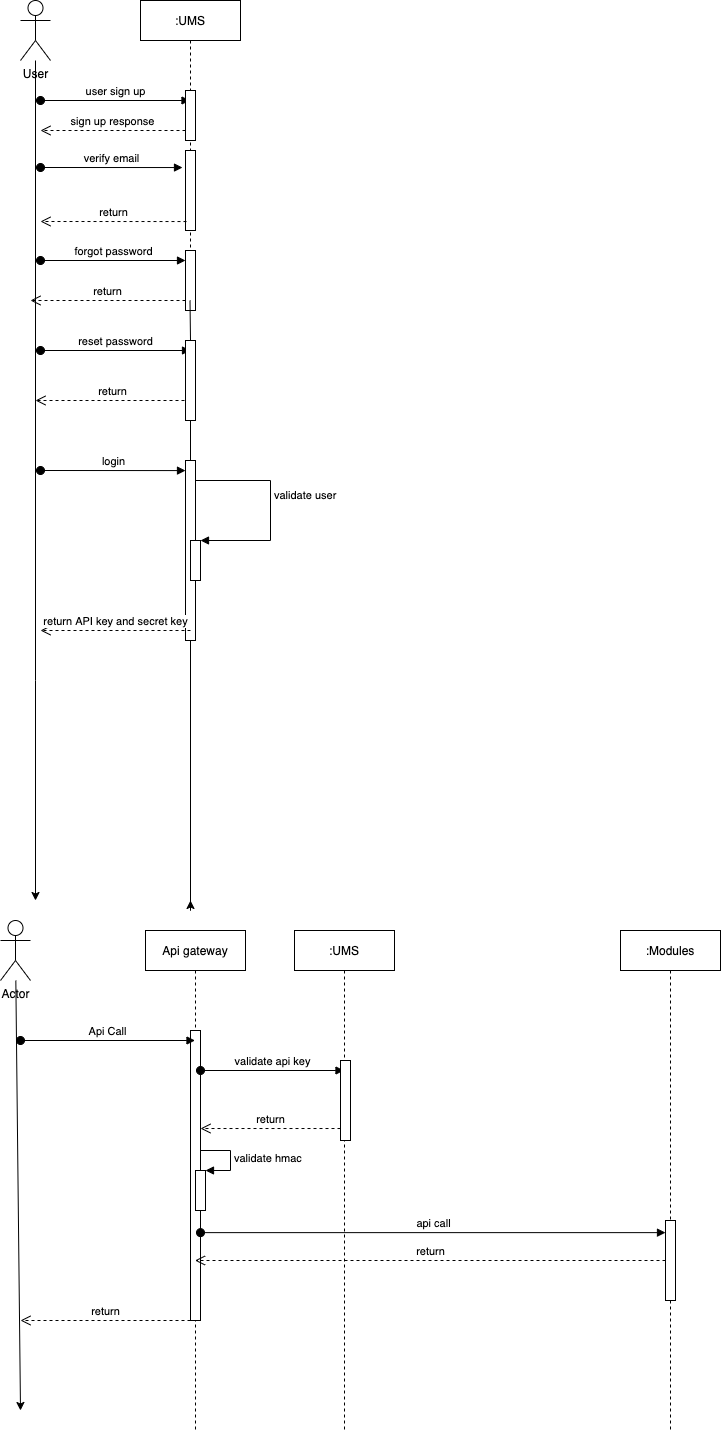 :UMS
User
user sign up
sign up response
verify email
return
forgot password
return
reset password
return
login
validate user
return API key and secret key
Api gateway
:UMS
:Modules
Actor
Api Call
validate api key
return
validate hmac
api call
return
return